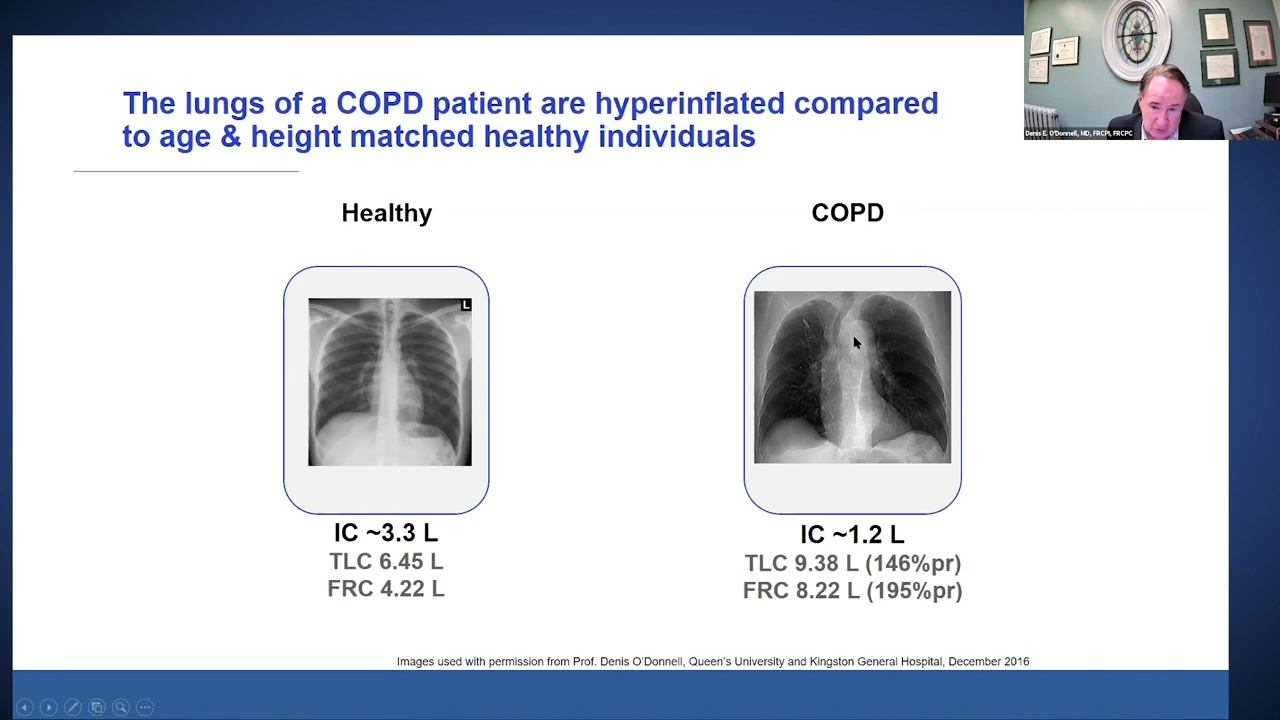 The lungs of a COPD patient are hyperinflated compared
to age & height matched healthy individuals
Denis E. O'Donnell, MD, FRCPI, FRCPC
Healthy
COPD
L
IC ~3.3 L
TLC 6.45 L
FRC 4.22 L
IC ~1.2 L
TLC 9.38 L (146%pr)
FRC 8.22 L (195%pr)
Images used with permission from Prof. Denis O'Donnell, Queen's University and Kingston General Hospital, December 2016